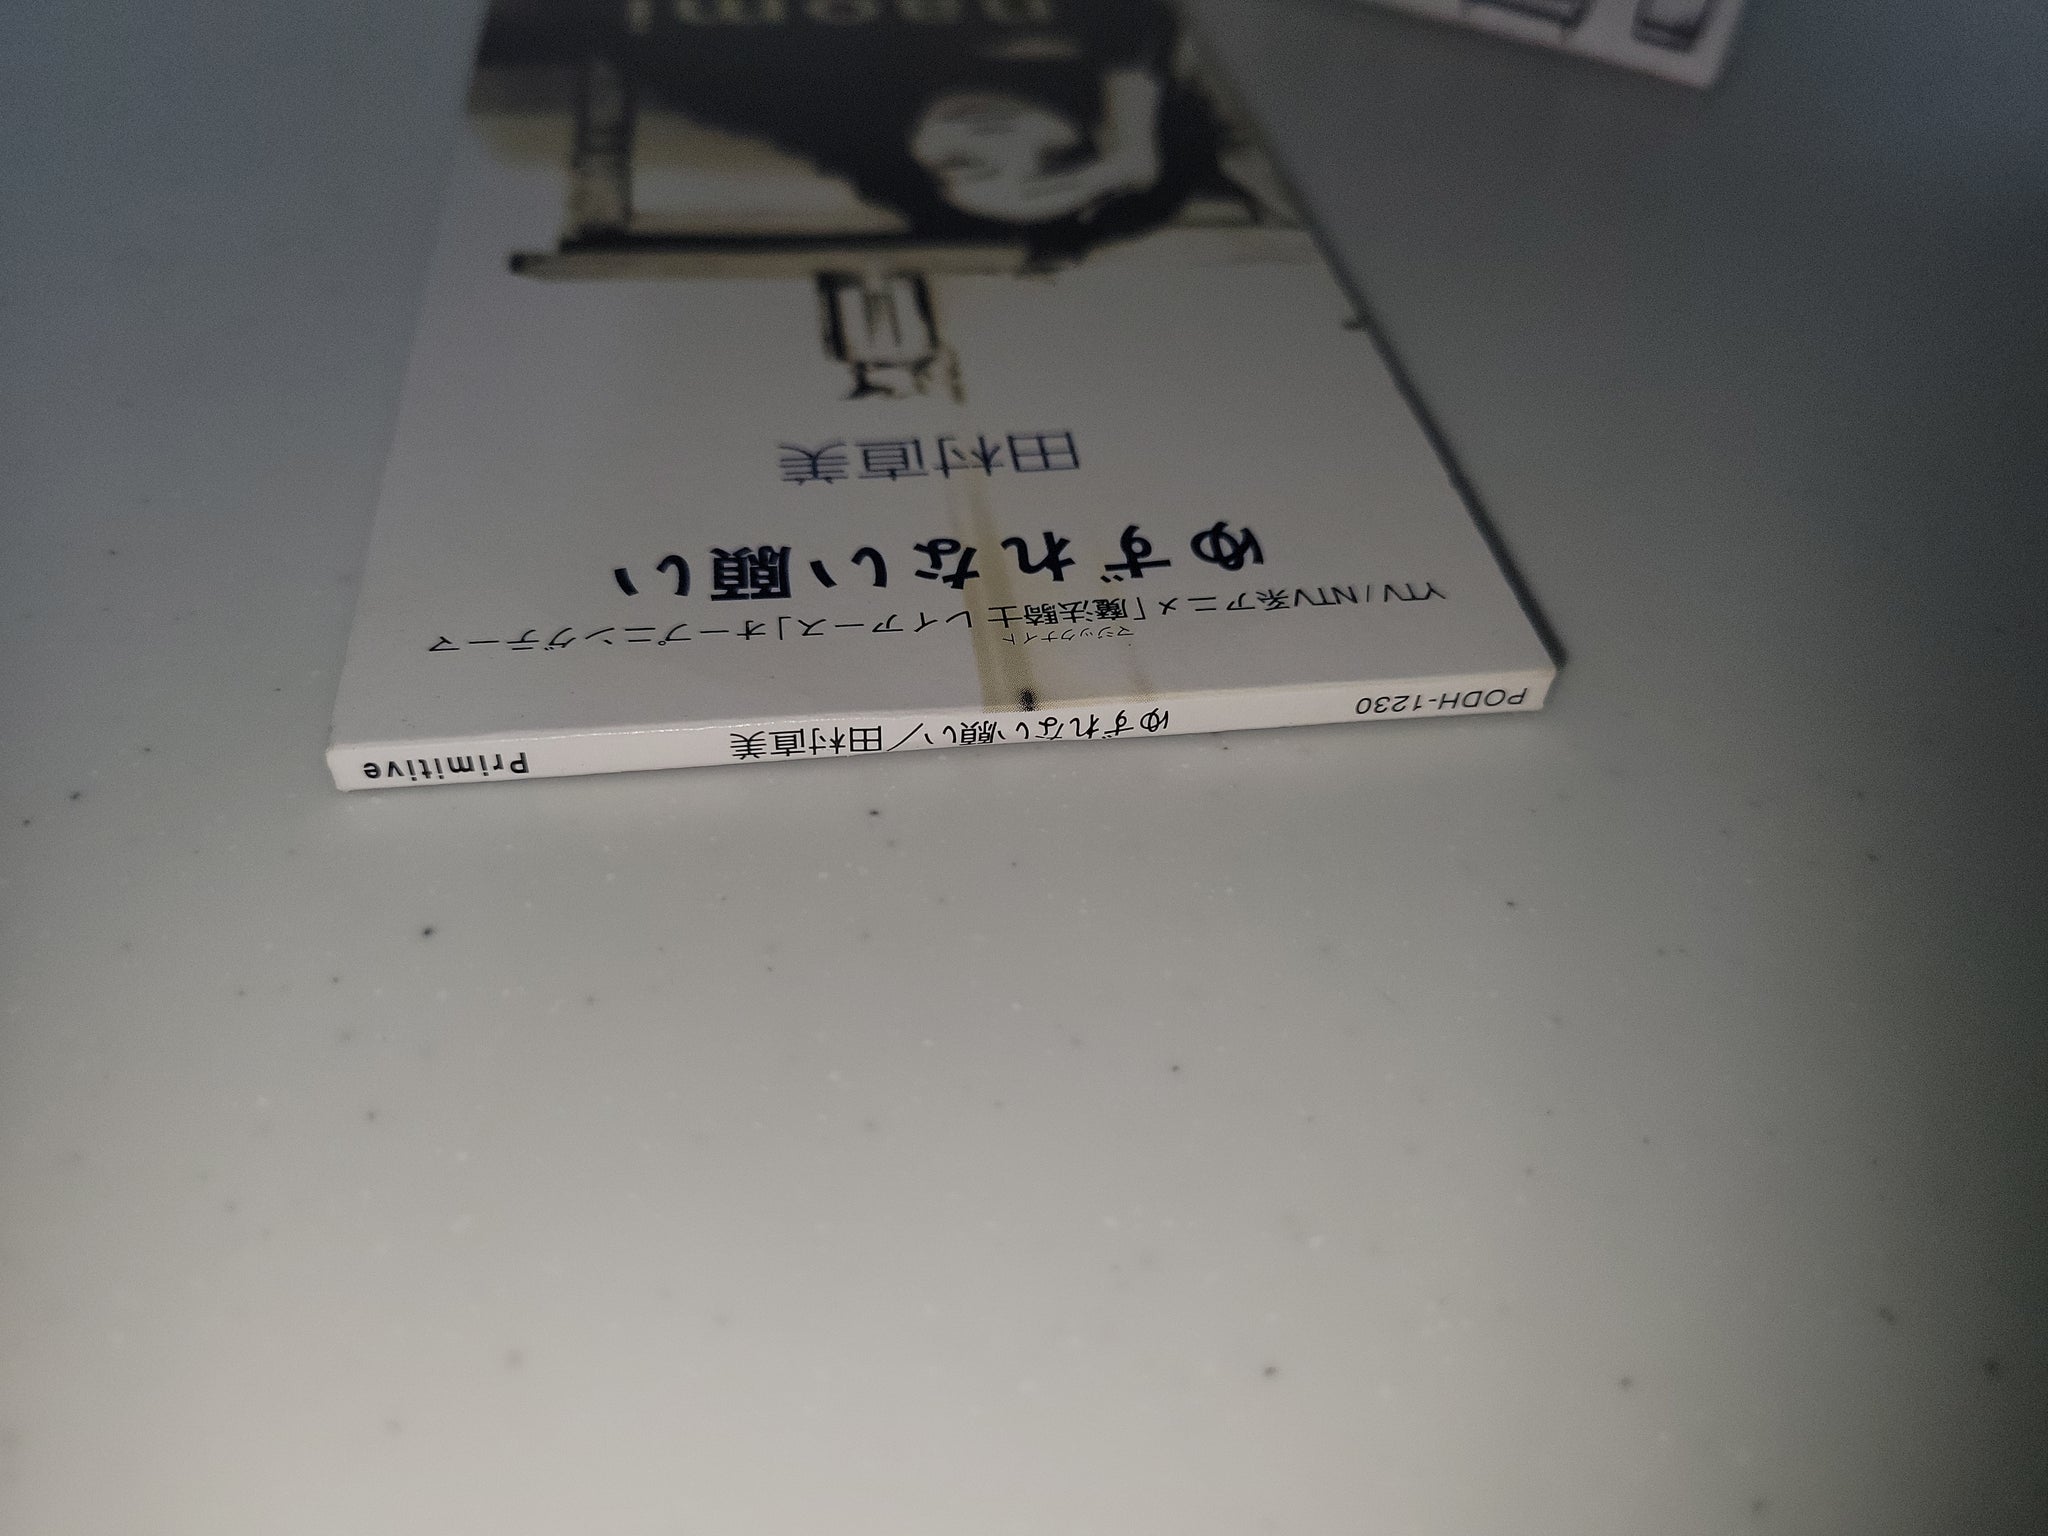 naomi
田村直美
ゆずれない願い
マジックナイト
YTV/NTV系アニメ「魔法騎士 レイアース」オープニングテーマ
PODH-1230 ゆずれない願い／田村直美 Primitive